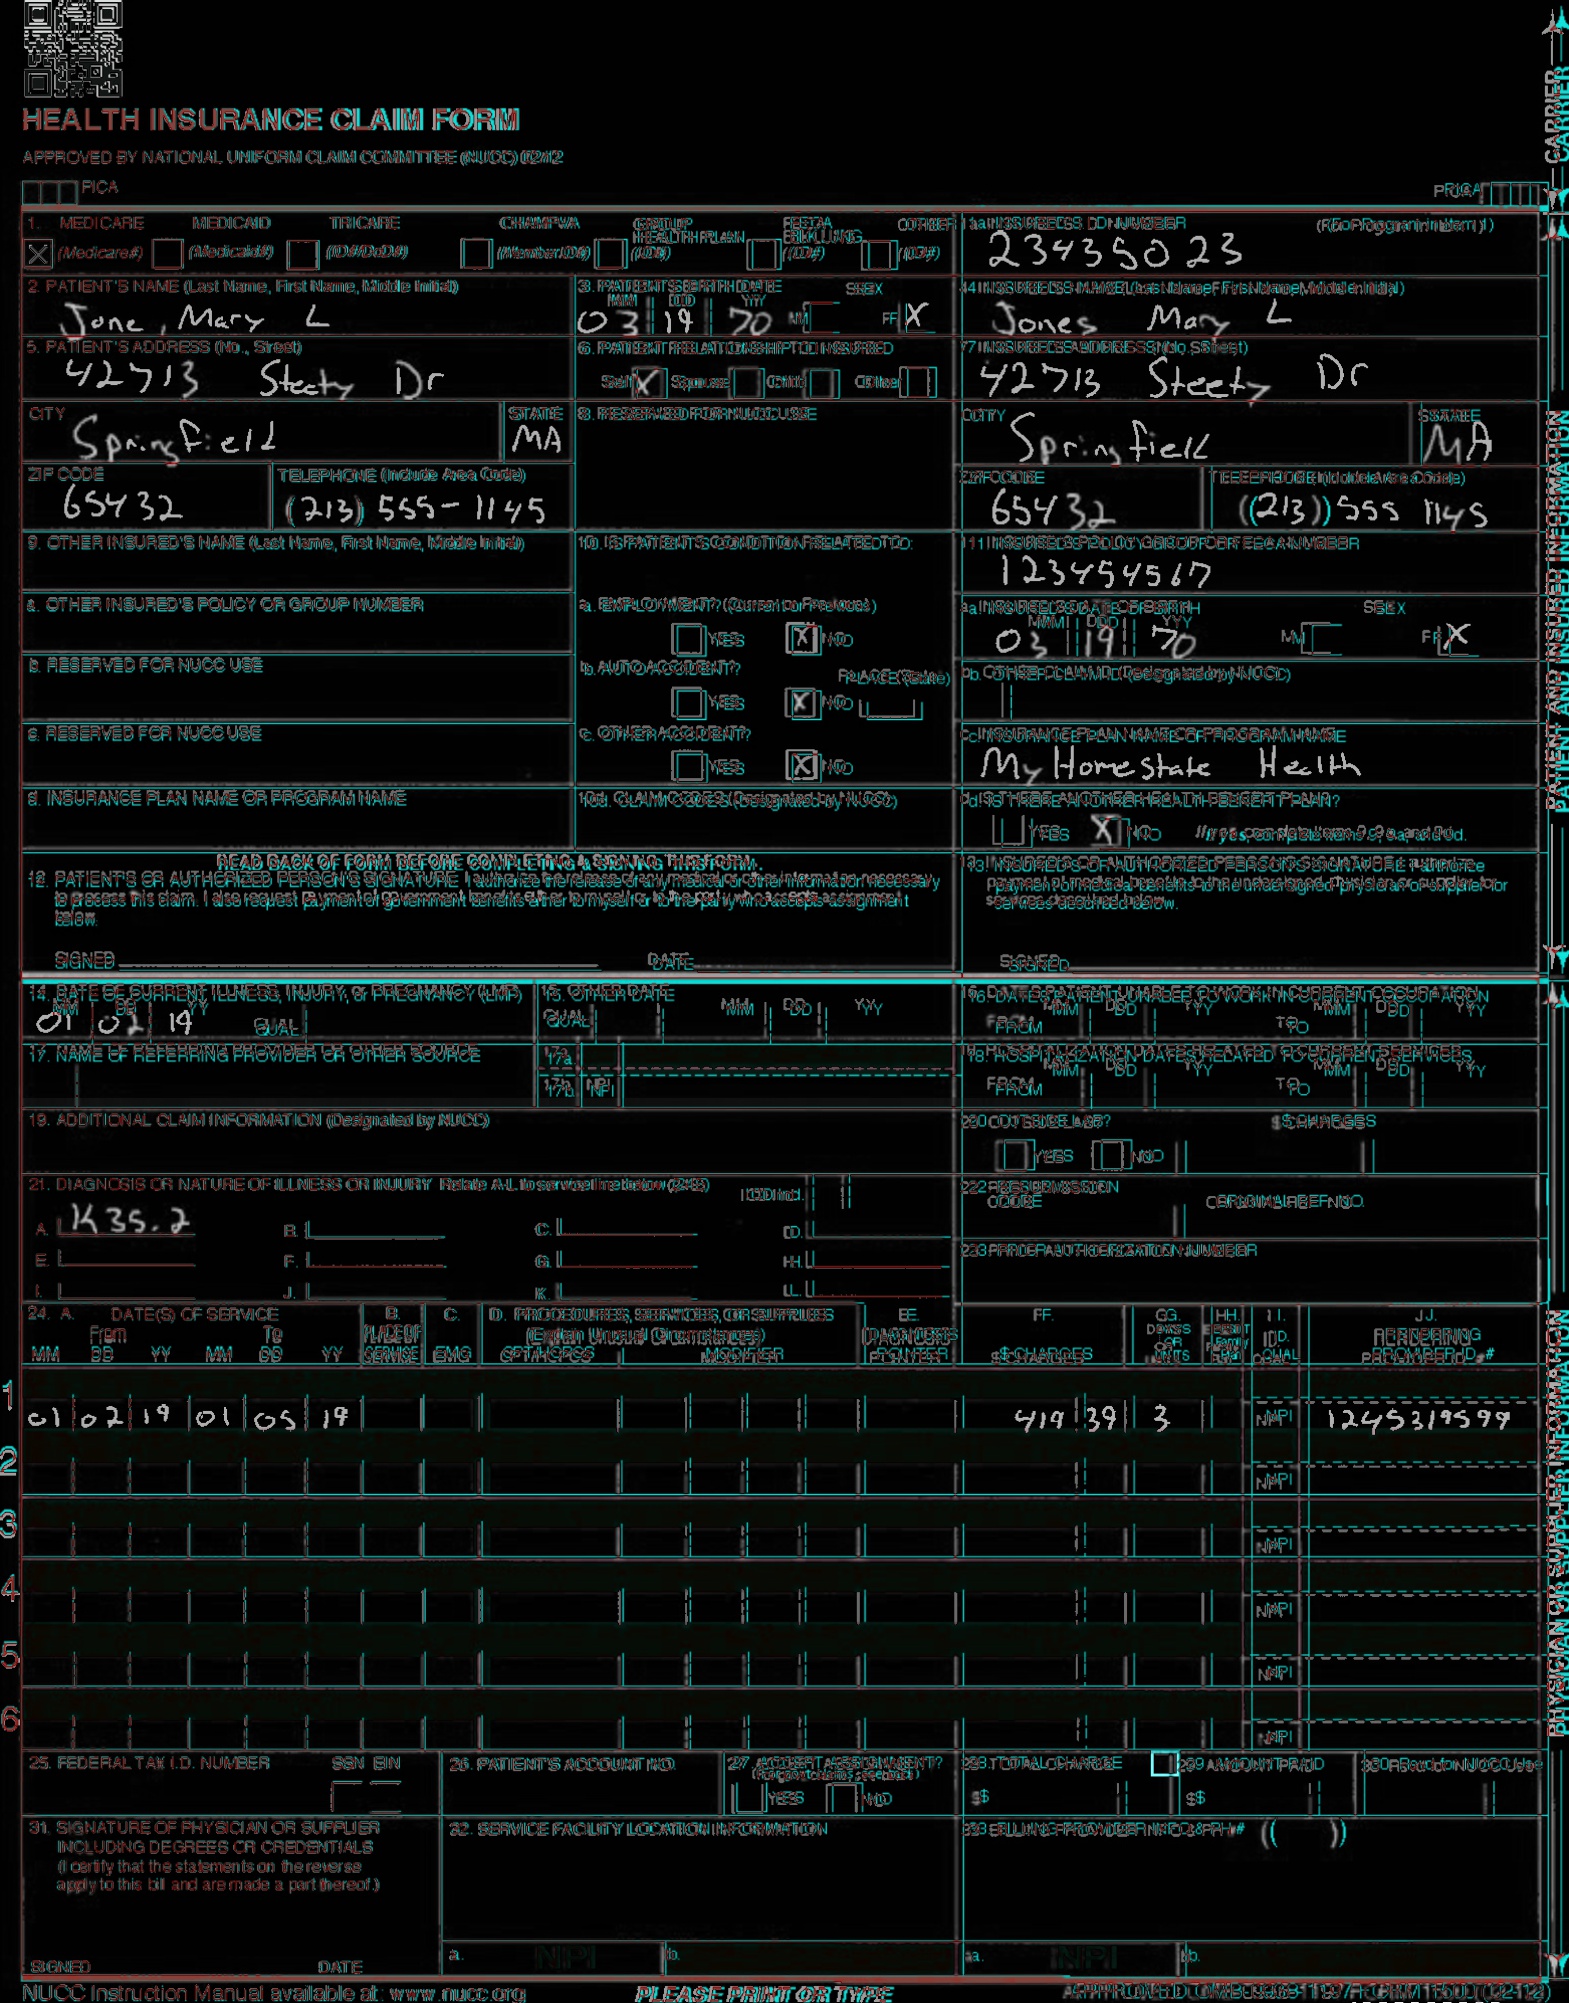 HEALTH INSURANCE CLAIM FORM
APPROVED BY NATIONAL UNIFORM CLAIM COMMITTEE (NUCC) 02/12
PICA
PICA
CARRIER
1. MEDICARE MEDICAID TRICARE CHAMPVA GROUP HEALTH PLAN FECA BLK LUNG OTHER
X (Medicare#) (Medicaid#) (ID#/DoD#) (Member ID#) (ID#) (ID#) (ID#)
1a. INSURED'S I.D. NUMBER (For Program in Item 1)
23435023
2. PATIENT'S NAME (Last Name, First Name, Middle Initial)
Jone, Mary L
3. PATIENT'S BIRTH DATE SEX
MM DD YY
03 19 70 M F X
4. INSURED'S NAME (Last Name, First Name, Middle Initial)
Jones Mary L
5. PATIENT'S ADDRESS (No., Street)
42713 Steety Dr
6. PATIENT RELATIONSHIP TO INSURED
Self X Spouse Child Other
7. INSURED'S ADDRESS (No., Street)
42713 Steety Dr
CITY STATE
Springfield MA
8. RESERVED FOR NUCC USE
CITY STATE
Springfield MA
ZIP CODE TELEPHONE (Include Area Code)
65432 (213) 555-1145
ZIP CODE TELEPHONE (Include Area Code)
65432 (213) 555 1145
9. OTHER INSURED'S NAME (Last Name, First Name, Middle Initial)
10. IS PATIENT'S CONDITION RELATED TO:
11. INSURED'S POLICY GROUP OR FECA NUMBER
123454567
a. OTHER INSURED'S POLICY OR GROUP NUMBER
a. EMPLOYMENT? (Current or Previous)
YES X NO
a. INSURED'S DATE OF BIRTH SEX
MM DD YY
03 19 70 M F X
b. RESERVED FOR NUCC USE
b. AUTO ACCIDENT? PLACE (State)
YES X NO
b. OTHER CLAIM ID (Designated by NUCC)
c. RESERVED FOR NUCC USE
c. OTHER ACCIDENT?
YES X NO
c. INSURANCE PLAN NAME OR PROGRAM NAME
My Homestate Health
d. INSURANCE PLAN NAME OR PROGRAM NAME
10d. CLAIM CODES (Designated by NUCC)
d. IS THERE ANOTHER HEALTH BENEFIT PLAN?
YES X NO If yes, complete items 9, 9a, and 9d.
READ BACK OF FORM BEFORE COMPLETING & SIGNING THIS FORM.
12. PATIENT'S OR AUTHORIZED PERSON'S SIGNATURE I authorize the release of any medical or other information necessary
to process this claim. I also request payment of government benefits either to myself or to the party who accepts assignment
below.
SIGNED DATE
13. INSURED'S OR AUTHORIZED PERSON'S SIGNATURE I authorize
payment of medical benefits to the undersigned physician or supplier for
services described below.
SIGNED
PATIENT AND INSURED INFORMATION
14. DATE OF CURRENT ILLNESS, INJURY, or PREGNANCY (LMP)
MM DD YY
01 02 19 QUAL.
15. OTHER DATE
QUAL. MM DD YY
16. DATES PATIENT UNABLE TO WORK IN CURRENT OCCUPATION
MM DD YY MM DD YY
FROM TO
17. NAME OF REFERRING PROVIDER OR OTHER SOURCE
17a.
17b. NPI
18. HOSPITALIZATION DATES RELATED TO CURRENT SERVICES
MM DD YY MM DD YY
FROM TO
19. ADDITIONAL CLAIM INFORMATION (Designated by NUCC)
20. OUTSIDE LAB? $ CHARGES
YES NO
21. DIAGNOSIS OR NATURE OF ILLNESS OR INJURY Relate A-L to service line below (24E) ICD Ind.
A. K35.2 B. C. D.
E. F. G. H.
I. J. K. L.
22. RESUBMISSION CODE ORIGINAL REF. NO.
23. PRIOR AUTHORIZATION NUMBER
24. A. DATE(S) OF SERVICE B. C. D. PROCEDURES, SERVICES, OR SUPPLIES E. F. G. H. I. J.
From To PLACE OF (Explain Unusual Circumstances) DIAGNOSIS DAYS OR EPSDT Family ID. RENDERING
MM DD YY MM DD YY SERVICE EMG CPT/HCPCS MODIFIER POINTER $ CHARGES UNITS Plan QUAL. PROVIDER ID. #
1 01 02 19 01 05 19 419 39 3 NPI 1245319599
2 NPI
3 NPI
4 NPI
5 NPI
6 NPI
25. FEDERAL TAX I.D. NUMBER SSN EIN
26. PATIENT'S ACCOUNT NO.
27. ACCEPT ASSIGNMENT?
(For govt. claims, see back)
YES NO
28. TOTAL CHARGE
$
29. AMOUNT PAID
$
30. Rsvd for NUCC Use
31. SIGNATURE OF PHYSICIAN OR SUPPLIER
INCLUDING DEGREES OR CREDENTIALS
(I certify that the statements on the reverse
apply to this bill and are made a part thereof.)
SIGNED DATE
32. SERVICE FACILITY LOCATION INFORMATION
a. NPI b.
33. BILLING PROVIDER INFO & PH # ( )
a. NPI b.
PHYSICIAN OR SUPPLIER INFORMATION
NUCC Instruction Manual available at: www.nucc.org
PLEASE PRINT OR TYPE
APPROVED OMB-0938-1197 FORM 1500 (02-12)